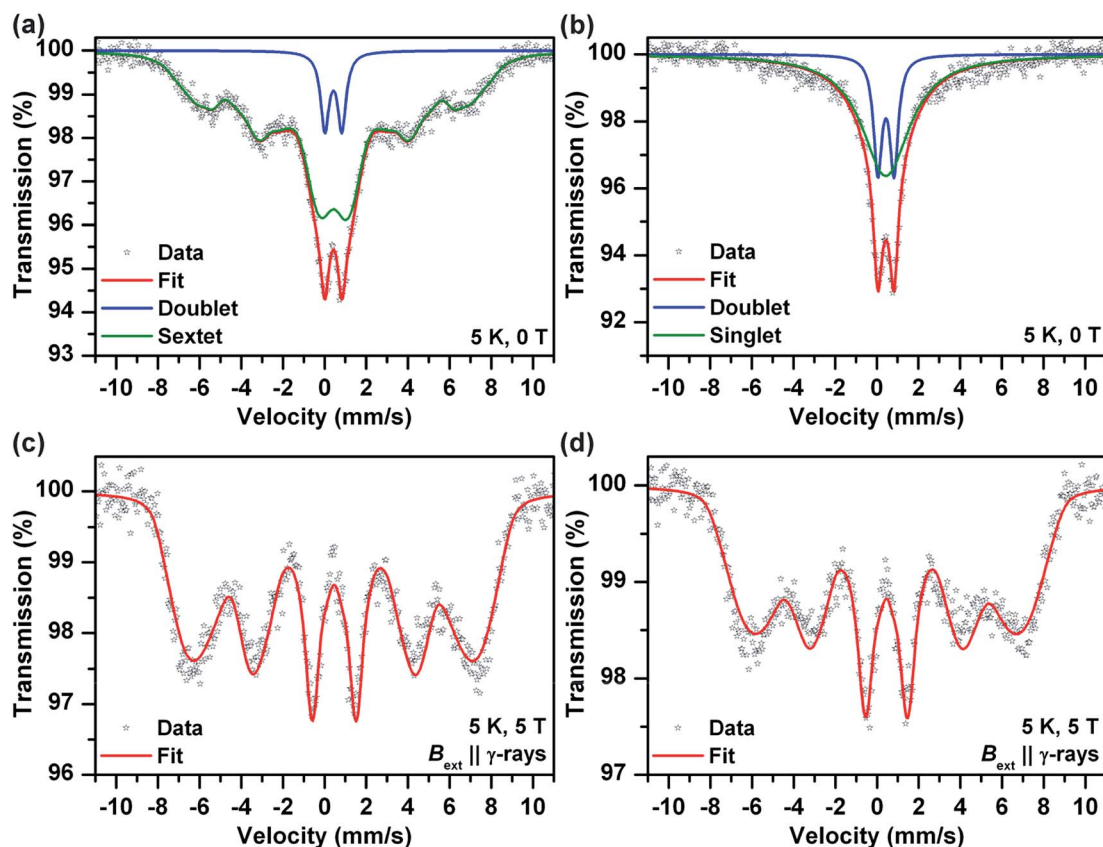 (a)
100
99
98
97
96
95
94
93
Transmission (%)
Data
Fit
Doublet
Sextet
5 K, 0 T
-10 -8 -6 -4 -2 0 2 4 6 8 10
Velocity (mm/s)
(b)
100
98
96
94
92
Transmission (%)
Data
Fit
Doublet
Singlet
5 K, 0 T
-10 -8 -6 -4 -2 0 2 4 6 8 10
Velocity (mm/s)
(c)
100
99
98
97
96
Transmission (%)
Data
Fit
5 K, 5 T
Bext || γ-rays
-10 -8 -6 -4 -2 0 2 4 6 8 10
Velocity (mm/s)
(d)
100
99
98
97
Transmission (%)
Data
Fit
5 K, 5 T
Bext || γ-rays
-10 -8 -6 -4 -2 0 2 4 6 8 10
Velocity (mm/s)